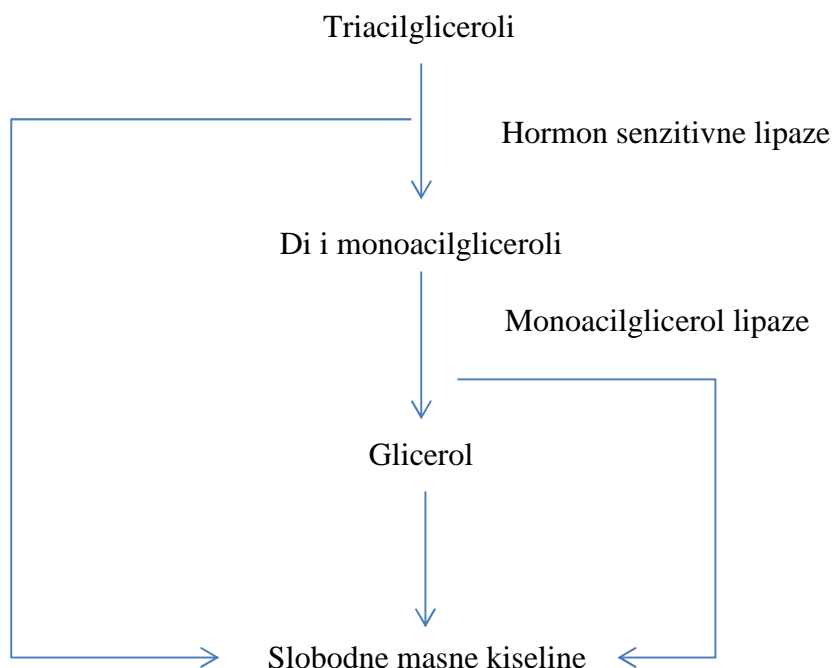 Triacilgliceroli
Hormon senzitivne lipaze
Di i monoacilgliceroli
Monoacilglicerol lipaze
Glicerol
Slobodne masne kiseline